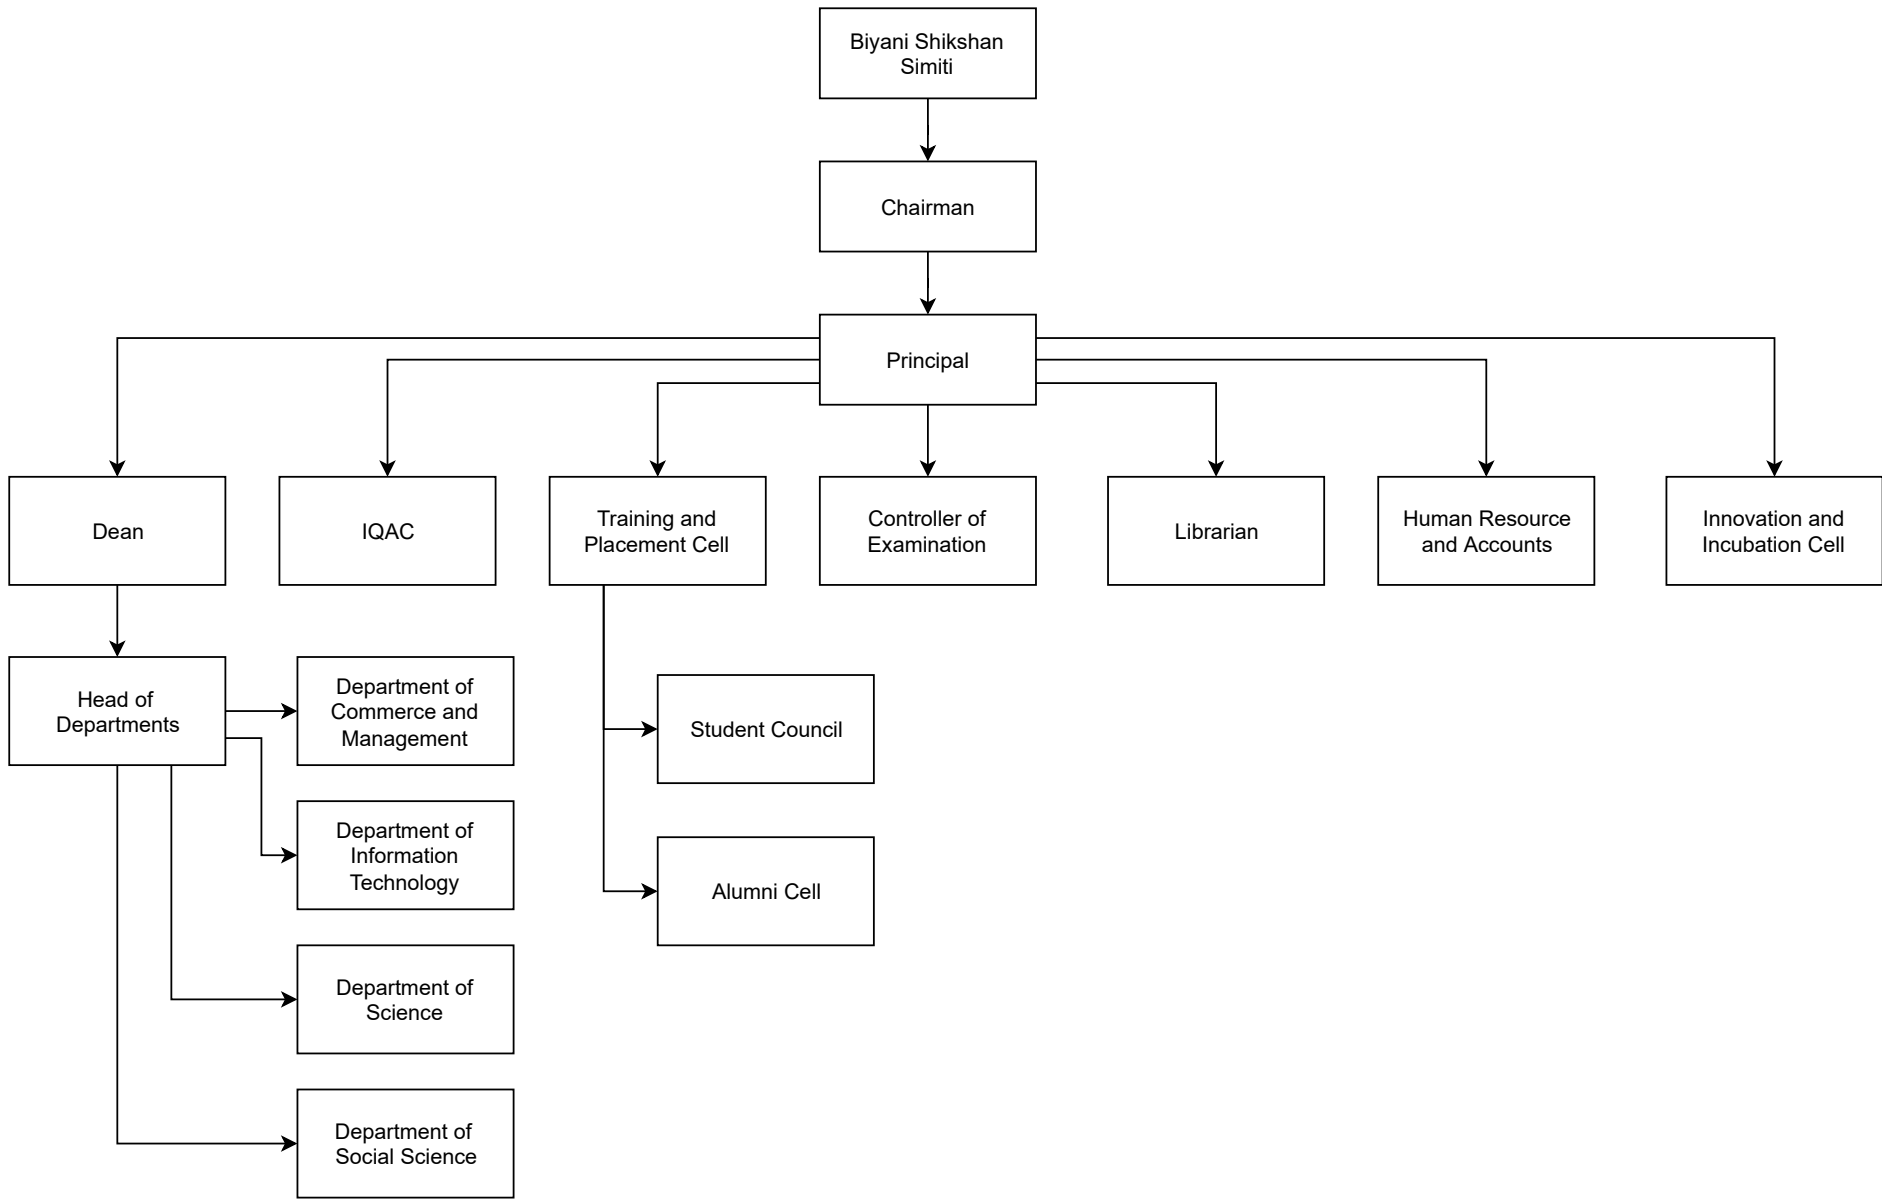 Biyani Shikshan
Simiti
Chairman
Principal
Dean
IQAC
Training and
Placement Cell
Controller of
Examination
Librarian
Human Resource
and Accounts
Innovation and
Incubation Cell
Head of
Departments
Department of
Commerce and
Management
Student Council
Department of
Information
Technology
Alumni Cell
Department of
Science
Department of
Social Science